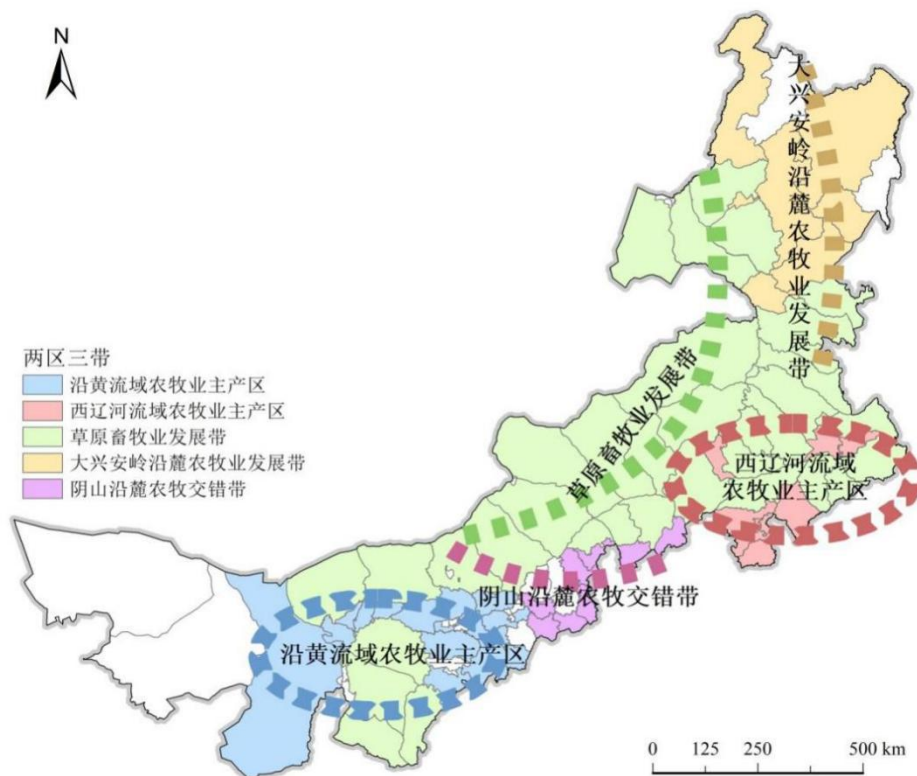 N
大兴安岭沿麓农牧业发展带
草原畜牧业发展带
两区三带
沿黄流域农牧业主产区
西辽河流域农牧业主产区
草原畜牧业发展带
大兴安岭沿麓农牧业发展带
阴山沿麓农牧交错带
西辽河流域
农牧业主产区
阴山沿麓农牧交错带
沿黄流域农牧业主产区
0 125 250 500 km